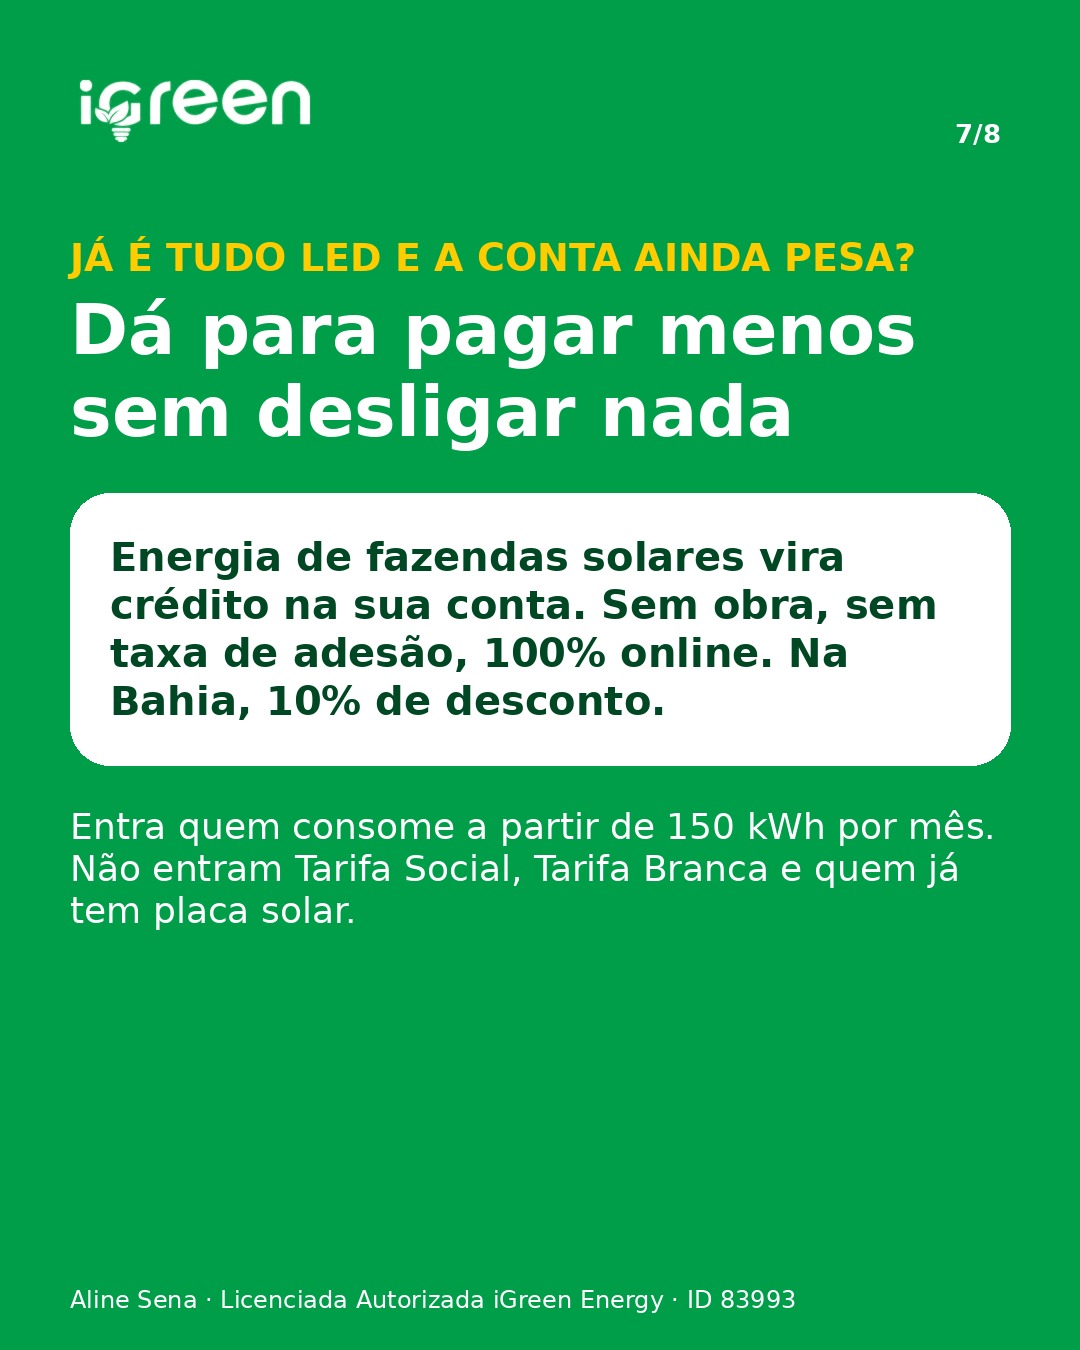 iGreen
7/8
JÁ É TUDO LED E A CONTA AINDA PESA?
Dá para pagar menos
sem desligar nada
Energia de fazendas solares vira
crédito na sua conta. Sem obra, sem
taxa de adesão, 100% online. Na
Bahia, 10% de desconto.
Entra quem consome a partir de 150 kWh por mês.
Não entram Tarifa Social, Tarifa Branca e quem já
tem placa solar.
Aline Sena · Licenciada Autorizada iGreen Energy · ID 83993